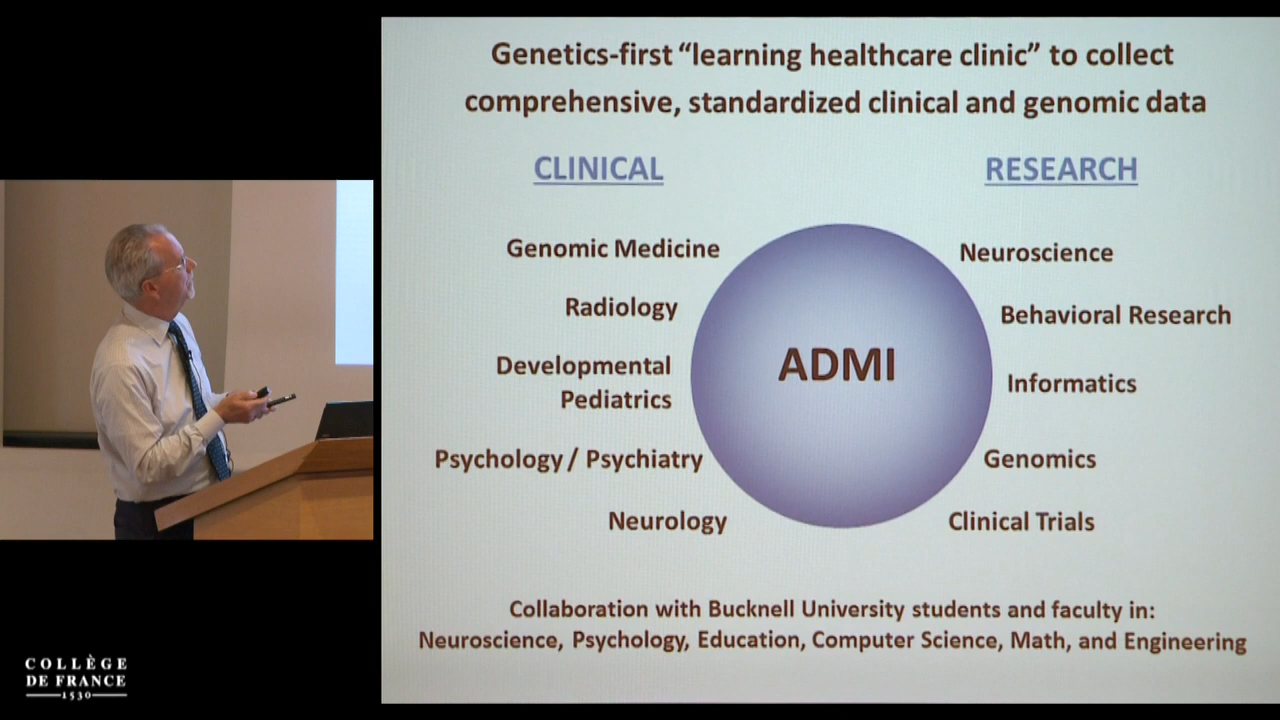 Genetics-first “learning healthcare clinic” to collect
comprehensive, standardized clinical and genomic data
CLINICAL
RESEARCH
Genomic Medicine
Neuroscience
Radiology
Behavioral Research
Developmental
Pediatrics
ADMI
Informatics
Psychology / Psychiatry
Genomics
Neurology
Clinical Trials
Collaboration with Bucknell University students and faculty in:
Neuroscience, Psychology, Education, Computer Science, Math, and Engineering
COLLÈGE
DE FRANCE
1530